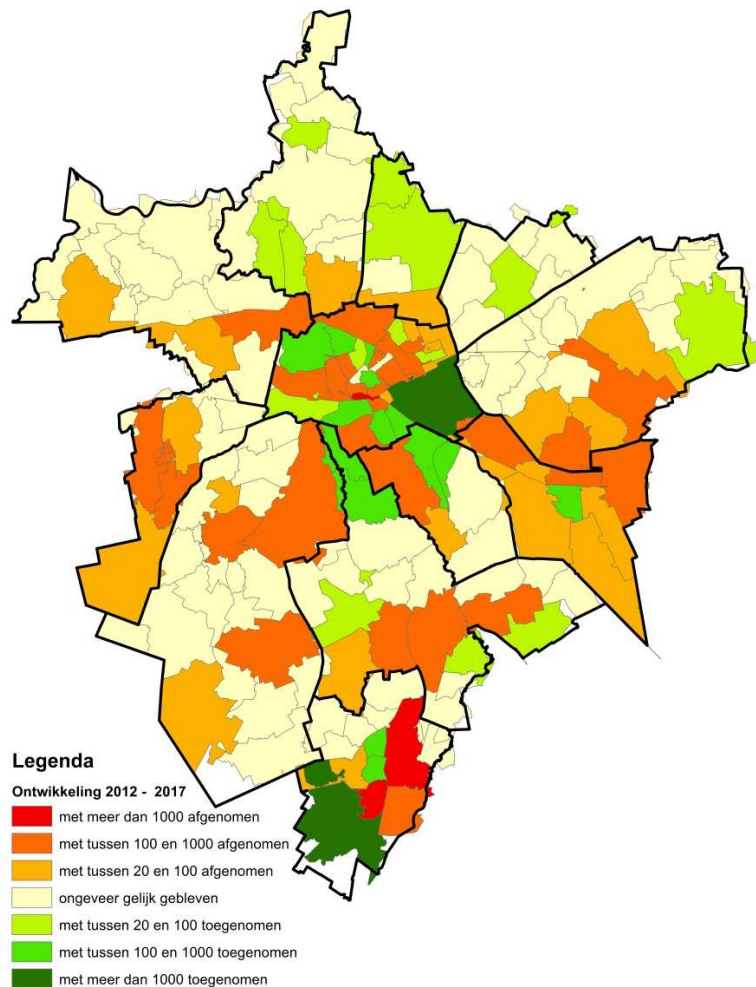 Legenda
Ontwikkeling 2012 - 2017
met meer dan 1000 afgenomen
met tussen 100 en 1000 afgenomen
met tussen 20 en 100 afgenomen
ongeveer gelijk gebleven
met tussen 20 en 100 toegenomen
met tussen 100 en 1000 toegenomen
met meer dan 1000 toegenomen